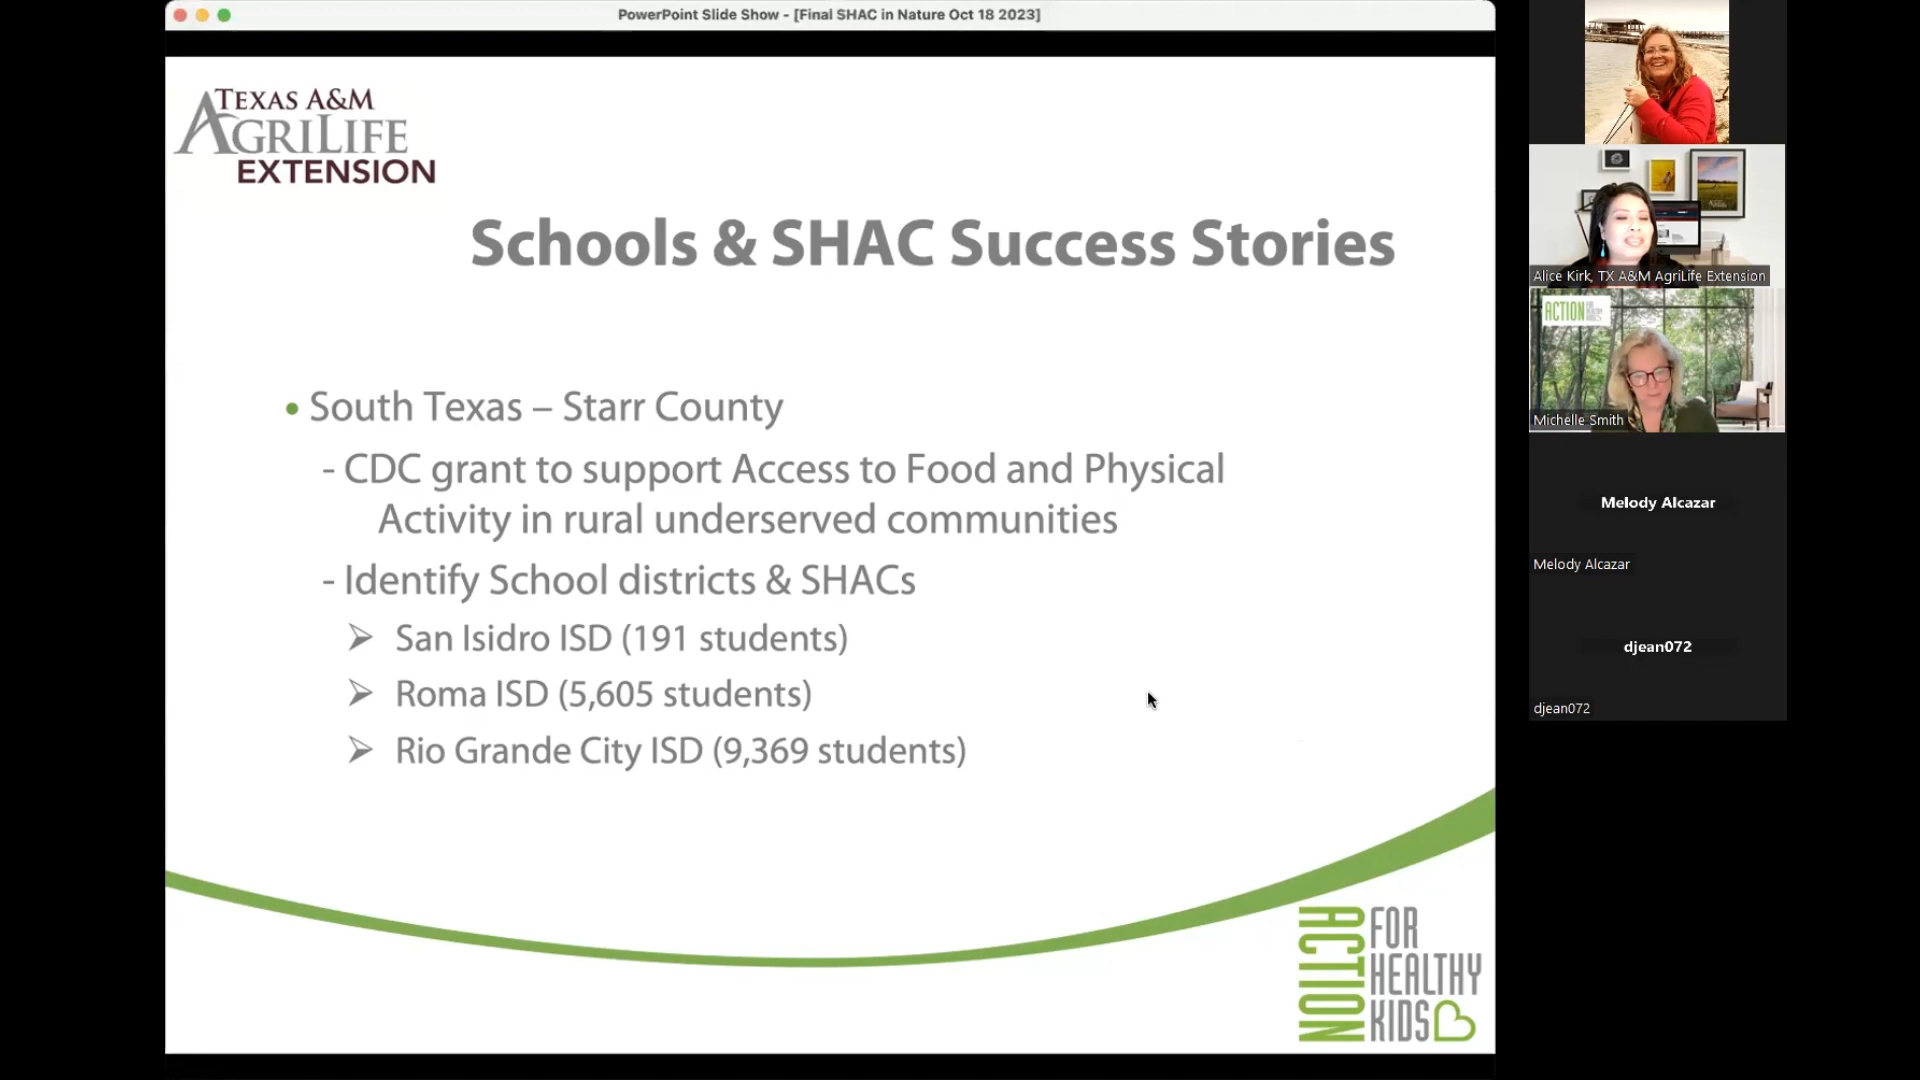 PowerPoint Slide Show - [Final SHAC in Nature Oct 18 2023]
TEXAS A&M
AGRILIFE
EXTENSION
Schools & SHAC Success Stories
• South Texas – Starr County
- CDC grant to support Access to Food and Physical
Activity in rural underserved communities
- Identify School districts & SHACs
➢ San Isidro ISD (191 students)
➢ Roma ISD (5,605 students)
➢ Rio Grande City ISD (9,369 students)
ACTION
FOR
HEALTHY
KIDS
Alice Kirk, TX A&M AgriLife Extension
ACTION
Michelle Smith
Melody Alcazar
Melody Alcazar
djean072
djean072